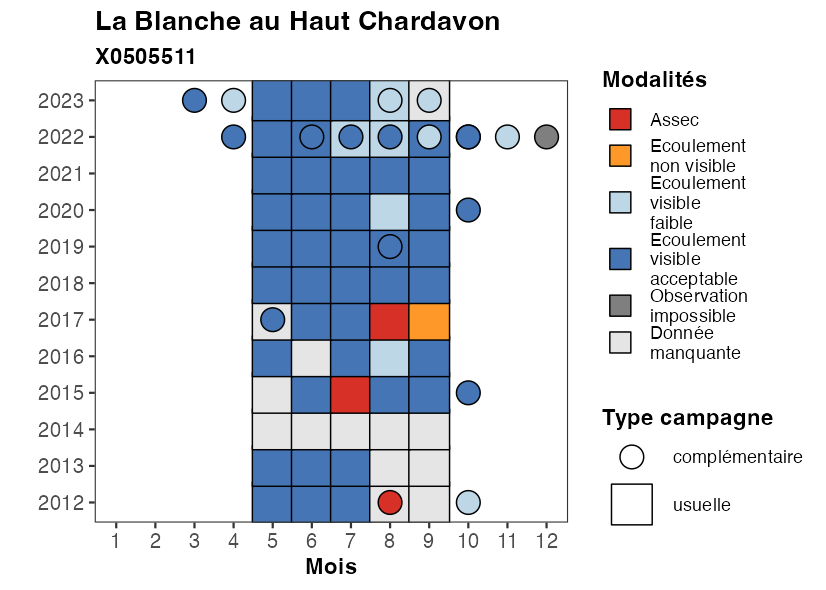 La Blanche au Haut Chardavon
X0505511
2023
2022
2021
2020
2019
2018
2017
2016
2015
2014
2013
2012
1 2 3 4 5 6 7 8 9 10 11 12
Mois
Modalités
Assec
Ecoulement
non visible
Ecoulement
visible
faible
Ecoulement
visible
acceptable
Observation
impossible
Donnée
manquante
Type campagne
complémentaire
usuelle